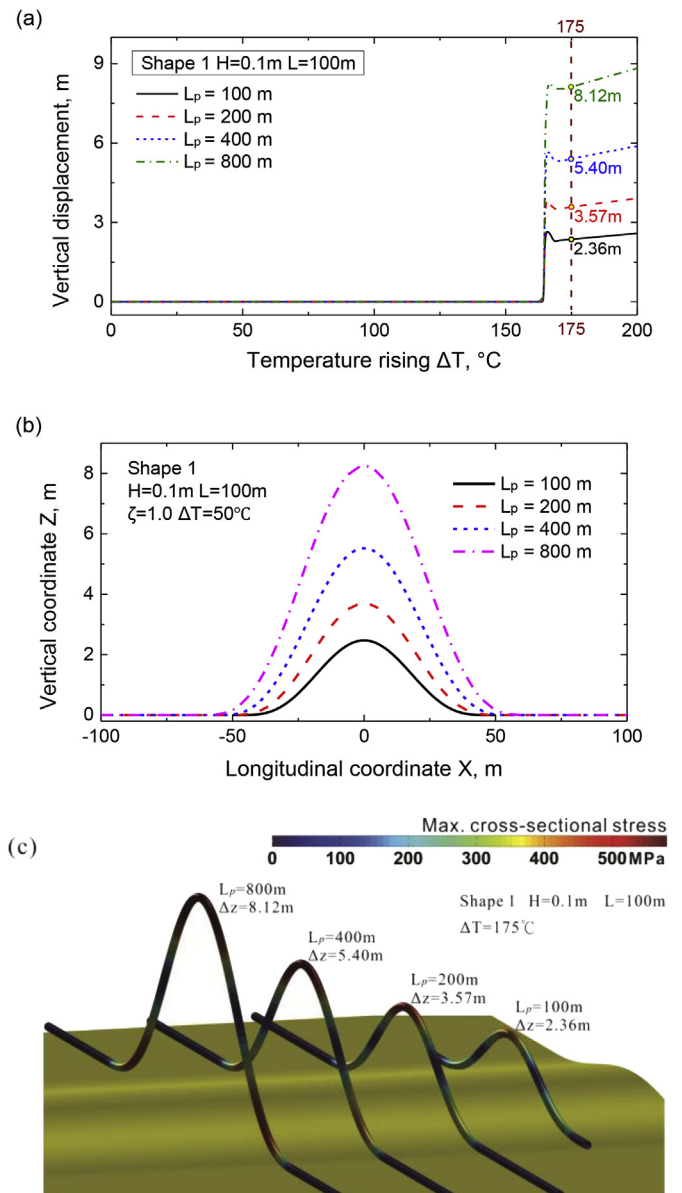 (a)
175
Shape 1 H=0.1m L=100m
Lₚ = 100 m
Lₚ = 200 m
Lₚ = 400 m
Lₚ = 800 m
8.12m
5.40m
3.57m
2.36m
9
6
3
0
Vertical displacement, m
0
50
100
150
175
200
Temperature rising ΔT, °C
(b)
Shape 1
H=0.1m L=100m
ζ=1.0 ΔT=50℃
Lₚ = 100 m
Lₚ = 200 m
Lₚ = 400 m
Lₚ = 800 m
8
6
4
2
0
Vertical coordinate Z, m
-100
-50
0
50
100
Longitudinal coordinate X, m
(c)
Max. cross-sectional stress
0 100 200 300 400 500MPa
Shape 1 H=0.1m L=100m
ΔT=175℃
Lₚ=800m
Δz=8.12m
Lₚ=400m
Δz=5.40m
Lₚ=200m
Δz=3.57m
Lₚ=100m
Δz=2.36m